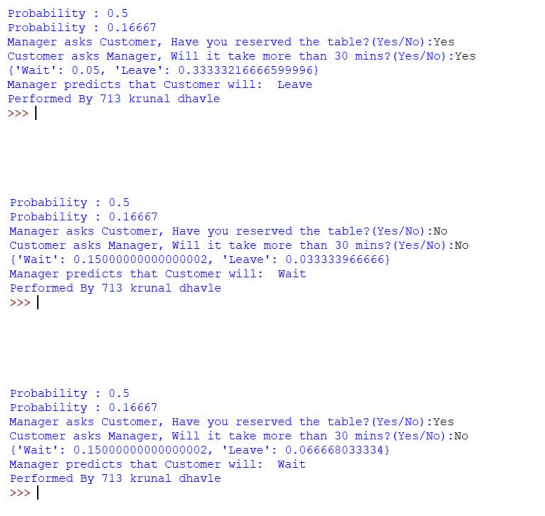 Probability : 0.5
Probability : 0.16667
Manager asks Customer, Have you reserved the table?(Yes/No):Yes
Customer asks Manager, Will it take more than 30 mins?(Yes/No):Yes
{'Wait': 0.05, 'Leave': 0.33333216666599996}
Manager predicts that Customer will:  Leave
Performed By 713 krunal dhavle
>>>
Probability : 0.5
Probability : 0.16667
Manager asks Customer, Have you reserved the table?(Yes/No):No
Customer asks Manager, Will it take more than 30 mins?(Yes/No):No
{'Wait': 0.15000000000000002, 'Leave': 0.033333966666}
Manager predicts that Customer will:  Wait
Performed By 713 krunal dhavle
>>>
Probability : 0.5
Probability : 0.16667
Manager asks Customer, Have you reserved the table?(Yes/No):Yes
Customer asks Manager, Will it take more than 30 mins?(Yes/No):No
{'Wait': 0.15000000000000002, 'Leave': 0.066668033334}
Manager predicts that Customer will:  Wait
Performed By 713 krunal dhavle
>>>